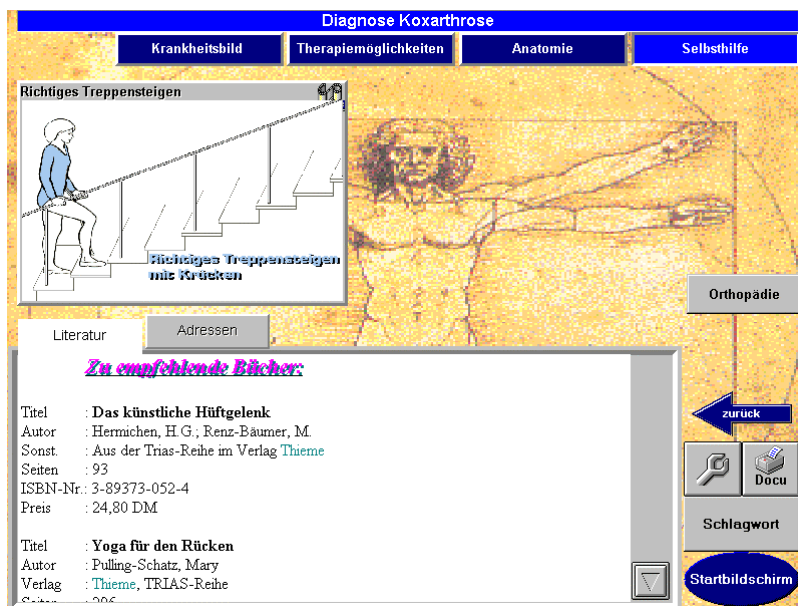 Diagnose Koxarthrose
Krankheitsbild
Therapiemöglichkeiten
Anatomie
Selbsthilfe
Richtiges Treppensteigen
Richtiges Treppensteigen
mit Krücken
Orthopädie
Literatur
Adressen
Zu empfehlende Bücher:
Titel : Das künstliche Hüftgelenk
Autor : Hermichen, H.G.; Renz-Bäumer, M.
Sonst. : Aus der Trias-Reihe im Verlag Thieme
Seiten : 93
ISBN-Nr.: 3-89373-052-4
Preis : 24,80 DM
Titel : Yoga für den Rücken
Autor : Pulling-Schatz, Mary
Verlag : Thieme, TRIAS-Reihe
zurück
Docu
Schlagwort
Startbildschirm